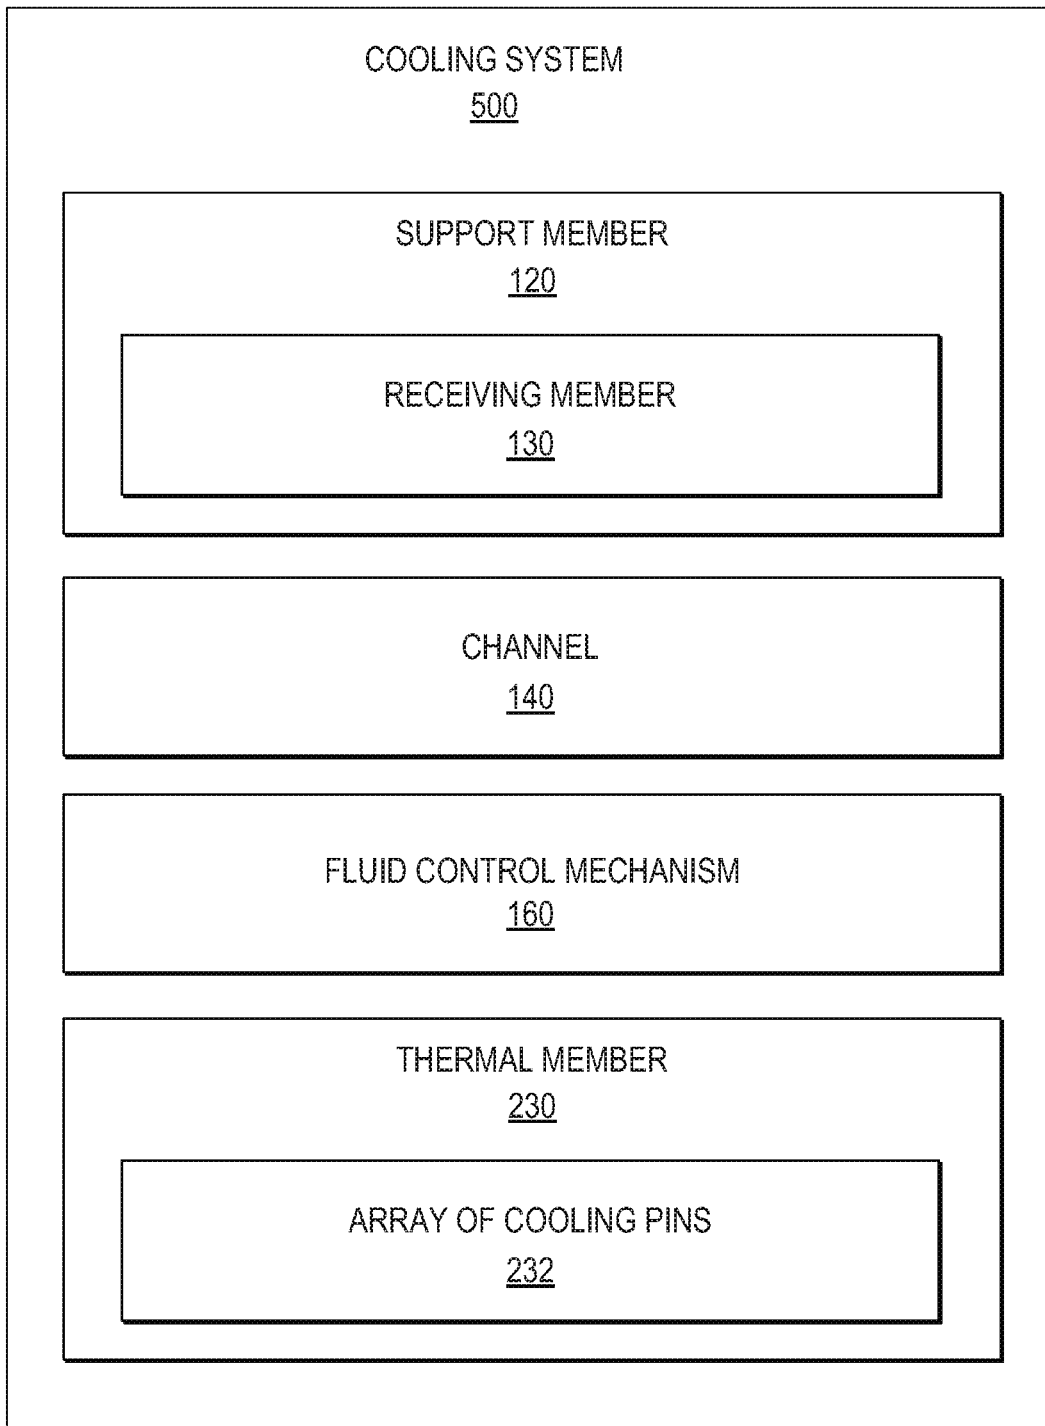 COOLING SYSTEM
500
SUPPORT MEMBER
120
RECEIVING MEMBER
130
CHANNEL
140
FLUID CONTROL MECHANISM
160
THERMAL MEMBER
230
ARRAY OF COOLING PINS
232